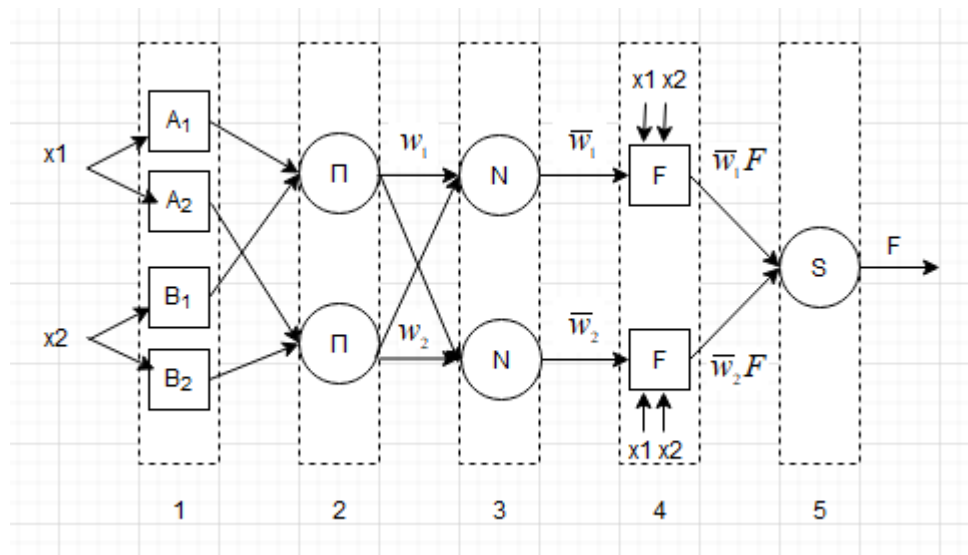 x1 x2
A₁
w₁
w̅₁
x1
Π
N
F
w̅₁F
A₂
F
S
B₁
w₂
w̅₂
x2
Π
N
F
w̅₂F
B₂
x1 x2
1 2 3 4 5